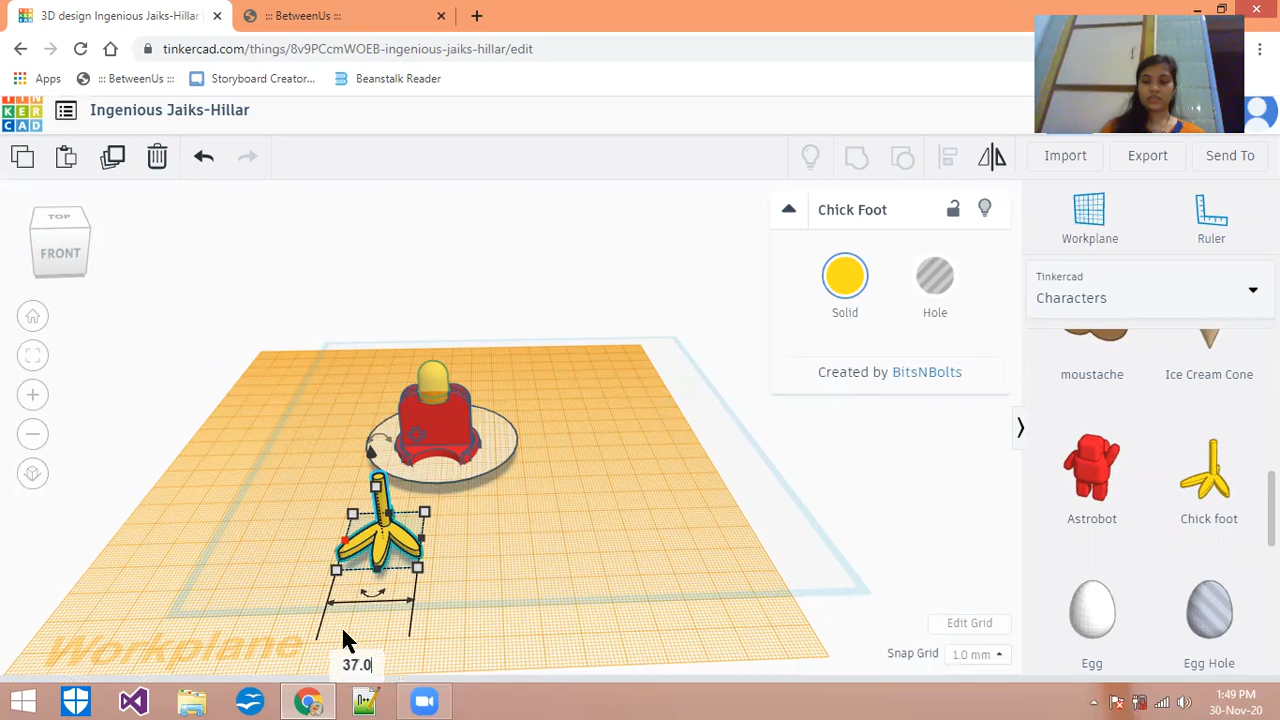 3D design Ingenious Jaiks-Hillar
::: BetweenUs :::
tinkercad.com/things/8v9PCcmWOEB-ingenious-jaiks-hillar/edit
Apps
::: BetweenUs :::
Storyboard Creator...
Beanstalk Reader
TIN
KER
CAD
Ingenious Jaiks-Hillar
Import
Export
Send To
TOP
FRONT
Chick Foot
Solid
Hole
Created by BitsNBolts
Workplane
Ruler
Tinkercad
Characters
moustache
Ice Cream Cone
Astrobot
Chick foot
Egg
Egg Hole
Workplane
37.0
Edit Grid
Snap Grid
1.0 mm
1:49 PM
30-Nov-20